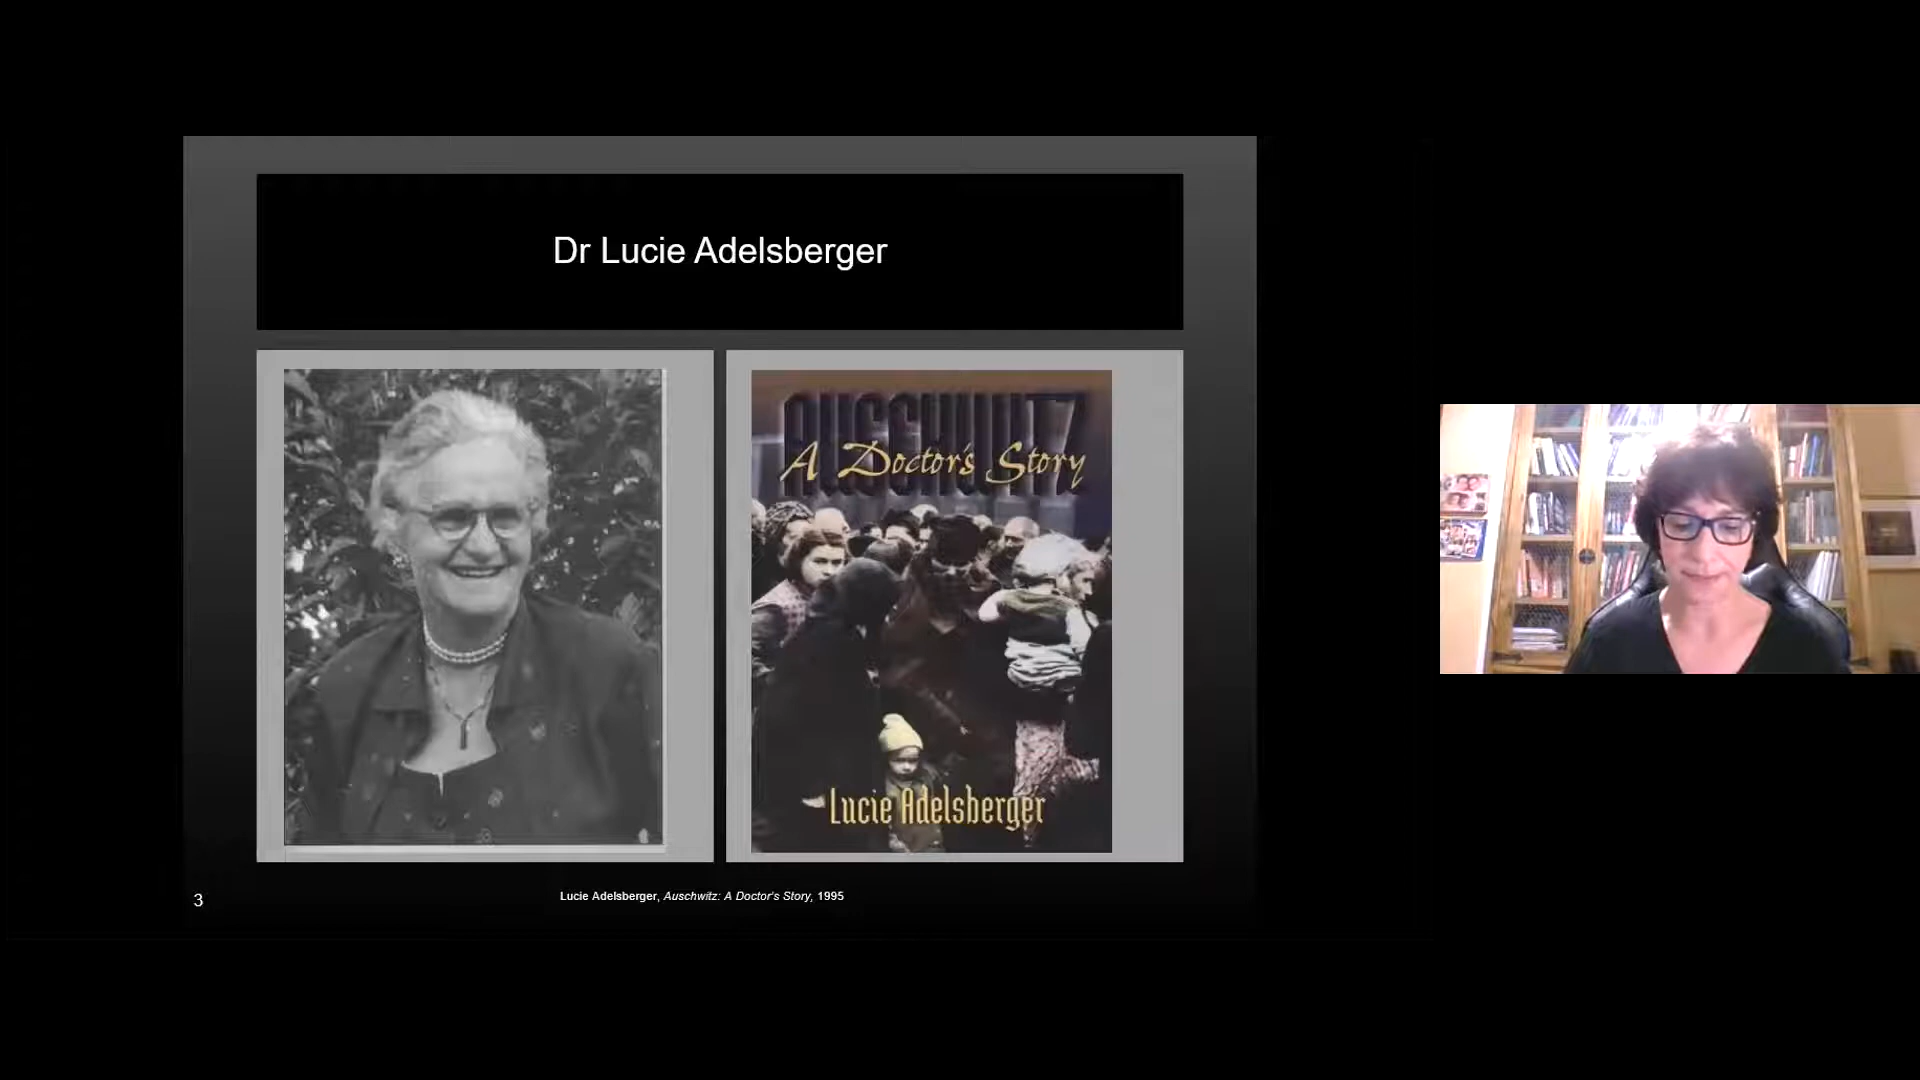 Dr Lucie Adelsberger
AUSCHWITZ
A Doctor's Story
Lucie Adelsberger
3
Lucie Adelsberger, Auschwitz: A Doctor's Story, 1995